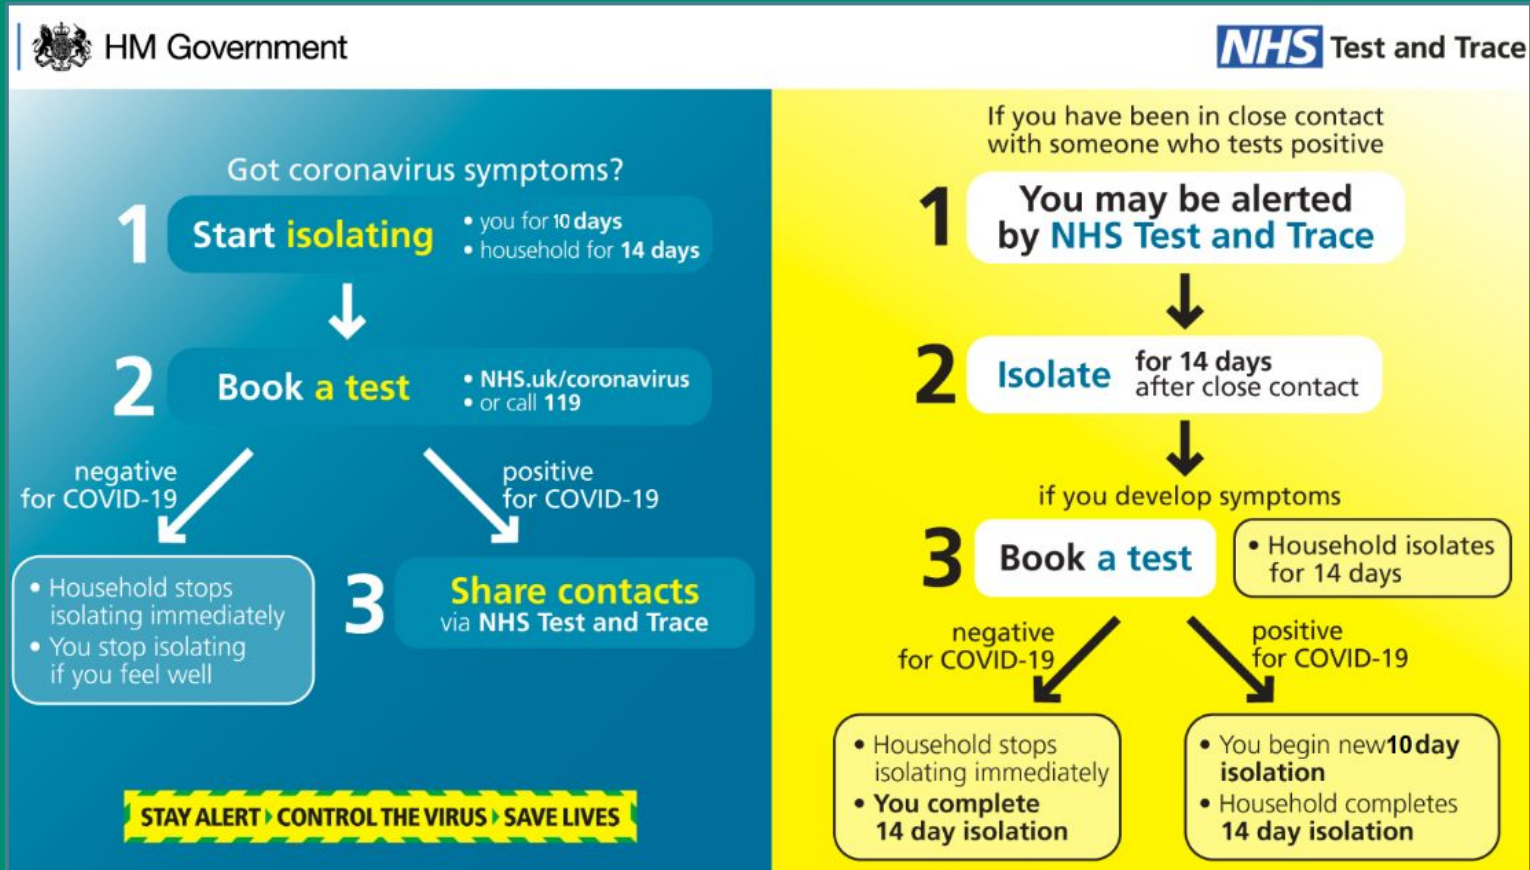 HM Government
NHS Test and Trace
Got coronavirus symptoms?
1
Start isolating
• you for 10 days
• household for 14 days
2
Book a test
• NHS.uk/coronavirus
• or call 119
negative
for COVID-19
positive
for COVID-19
• Household stops
isolating immediately
• You stop isolating
if you feel well
3
Share contacts
via NHS Test and Trace
STAY ALERT CONTROL THE VIRUS SAVE LIVES
If you have been in close contact
with someone who tests positive
1
You may be alerted
by NHS Test and Trace
2
Isolate
for 14 days
after close contact
if you develop symptoms
3
Book a test
• Household isolates
for 14 days
negative
for COVID-19
positive
for COVID-19
• Household stops
isolating immediately
• You complete
14 day isolation
• You begin new 10 day
isolation
• Household completes
14 day isolation